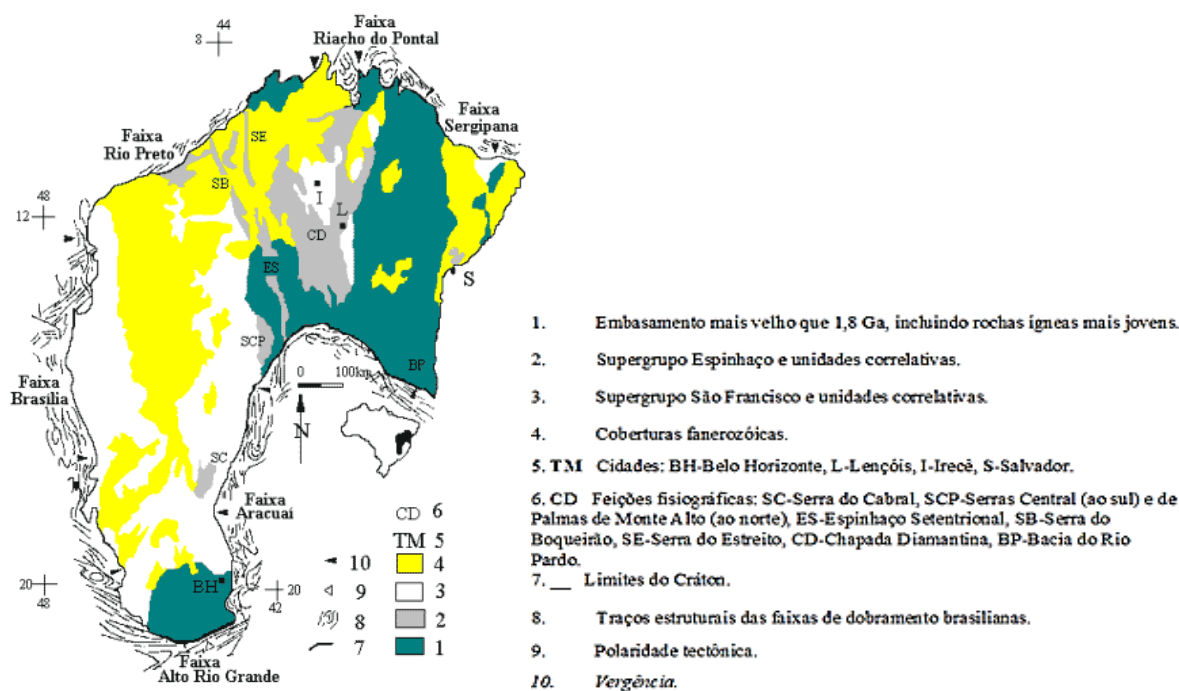 44
8
Faixa
Riacho do Pontal
Faixa
Sergipana
Faixa
Rio Preto
SE
SB
I
L
CD
48
12
ES
S
SCP
BP
0 100km
N
Faixa
Brasília
SC
Faixa
Aracuaí
20
48
BH
20
42
Faixa
Alto Rio Grande
CD 6
TM 5
10 4
9 3
8 2
7 1
1. Embasamento mais velho que 1,8 Ga, incluindo rochas ígneas mais jovens.
2. Supergrupo Espinhaço e unidades correlativas.
3. Supergrupo São Francisco e unidades correlativas.
4. Coberturas fanerozóicas.
5. TM Cidades: BH-Belo Horizonte, L-Lençóis, I-Irecê, S-Salvador.
6. CD Feições fisiográficas: SC-Serra do Cabral, SCP-Serras Central (ao sul) e de
Palmas de Monte Alto (ao norte), ES-Espinhaço Setentrional, SB-Serra do
Boqueirão, SE-Serra do Estreito, CD-Chapada Diamantina, BP-Bacia do Rio
Pardo.
7. __ Limites do Cráton.
8. Traços estruturais das faixas de dobramento brasilianas.
9. Polaridade tectônica.
10. Vergência.